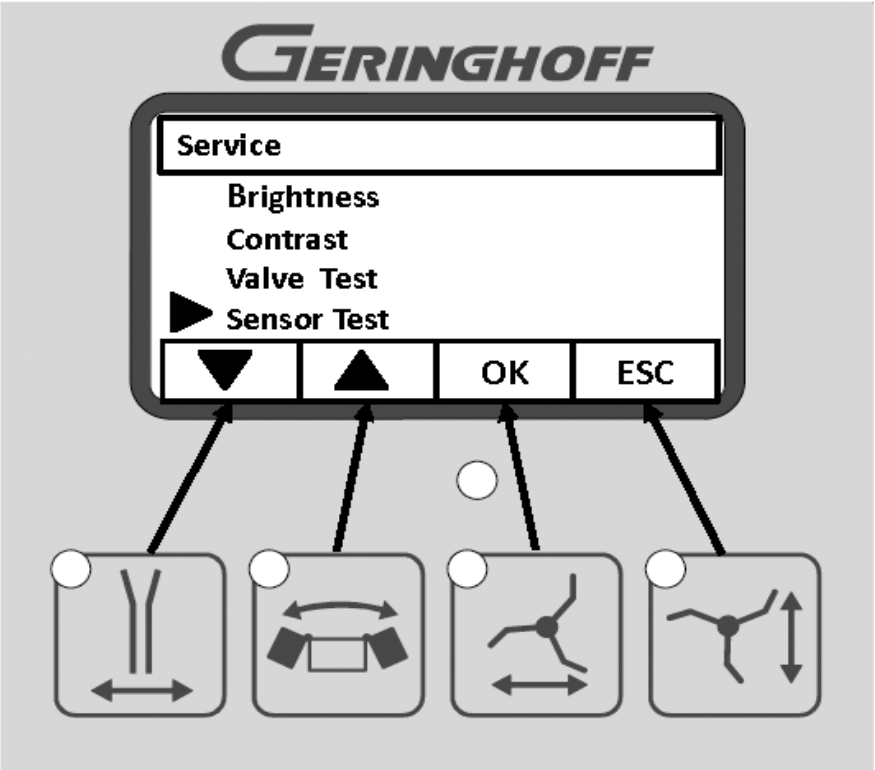 GERINGHOFF
Service
Brightness
Contrast
Valve Test
Sensor Test
OK ESC